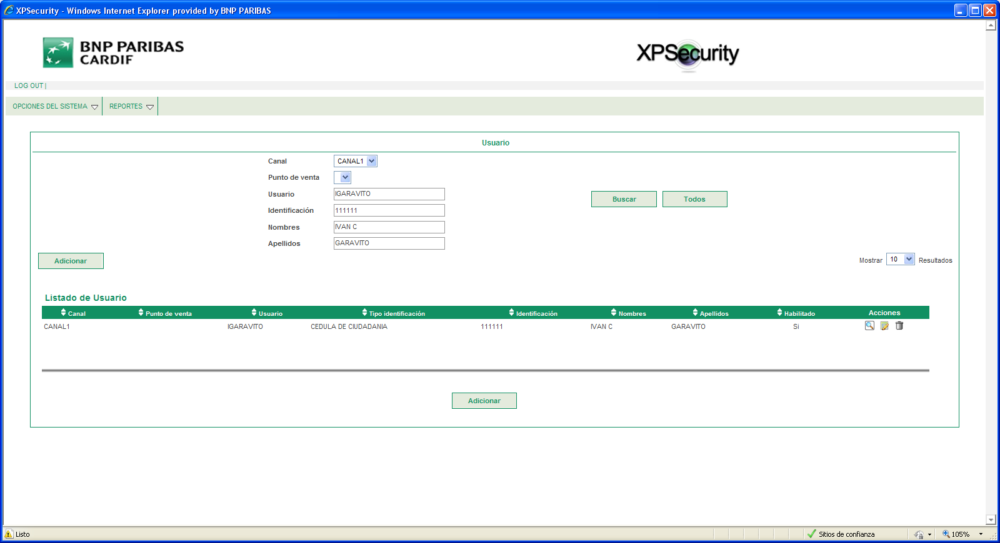 XPSecurity - Windows Internet Explorer provided by BNP PARIBAS
BNP PARIBAS
CARDIF
XPSecurity
LOG OUT |
OPCIONES DEL SISTEMA
REPORTES
Usuario
Canal CANAL1
Punto de venta
Usuario IGARAVITO
Buscar Todos
Identificación 111111
Nombres IVAN C
Apellidos GARAVITO
Adicionar
Mostrar 10 Resultados
Listado de Usuario
Canal Punto de venta Usuario Tipo identificación Identificación Nombres Apellidos Habilitado Acciones
CANAL1 IGARAVITO CEDULA DE CIUDADANIA 111111 IVAN C GARAVITO Si
Adicionar
Listo
Sitios de confianza
105%